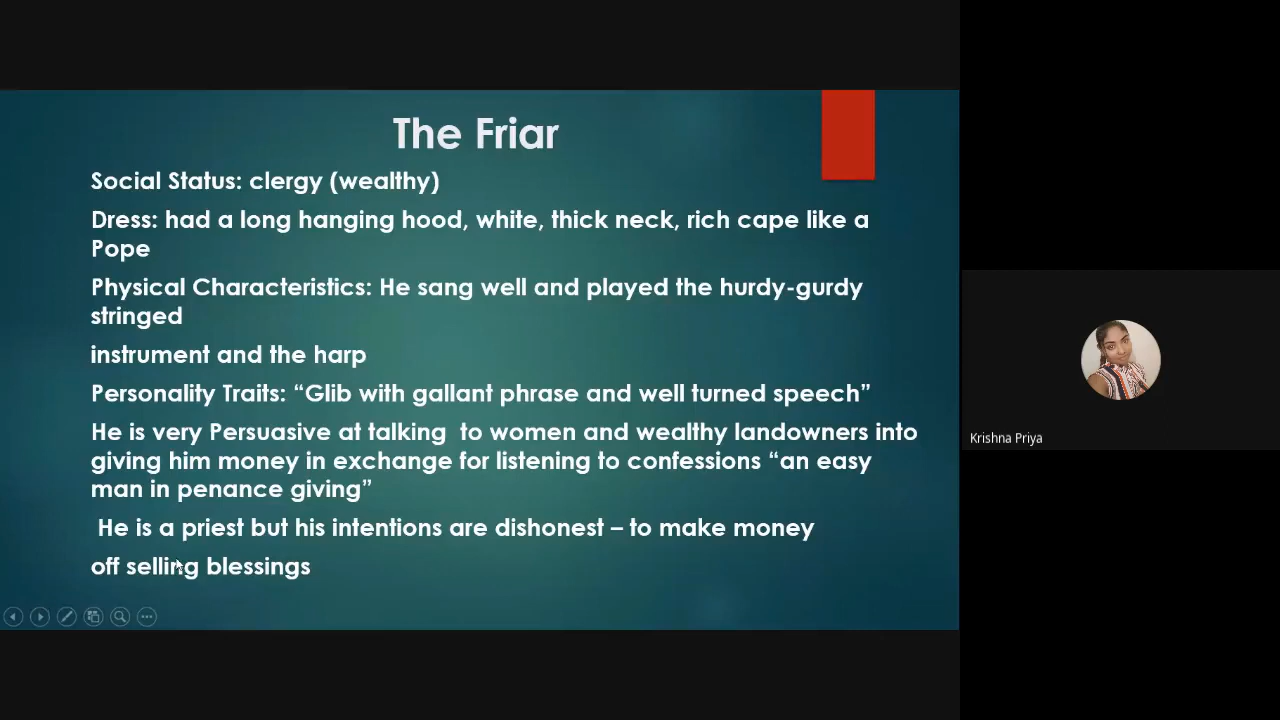 The Friar
Social Status: clergy (wealthy)
Dress: had a long hanging hood, white, thick neck, rich cape like a
Pope
Physical Characteristics: He sang well and played the hurdy-gurdy
stringed
instrument and the harp
Personality Traits: “Glib with gallant phrase and well turned speech”
He is very Persuasive at talking  to women and wealthy landowners into
giving him money in exchange for listening to confessions “an easy
man in penance giving”
He is a priest but his intentions are dishonest – to make money
off selling blessings
Krishna Priya